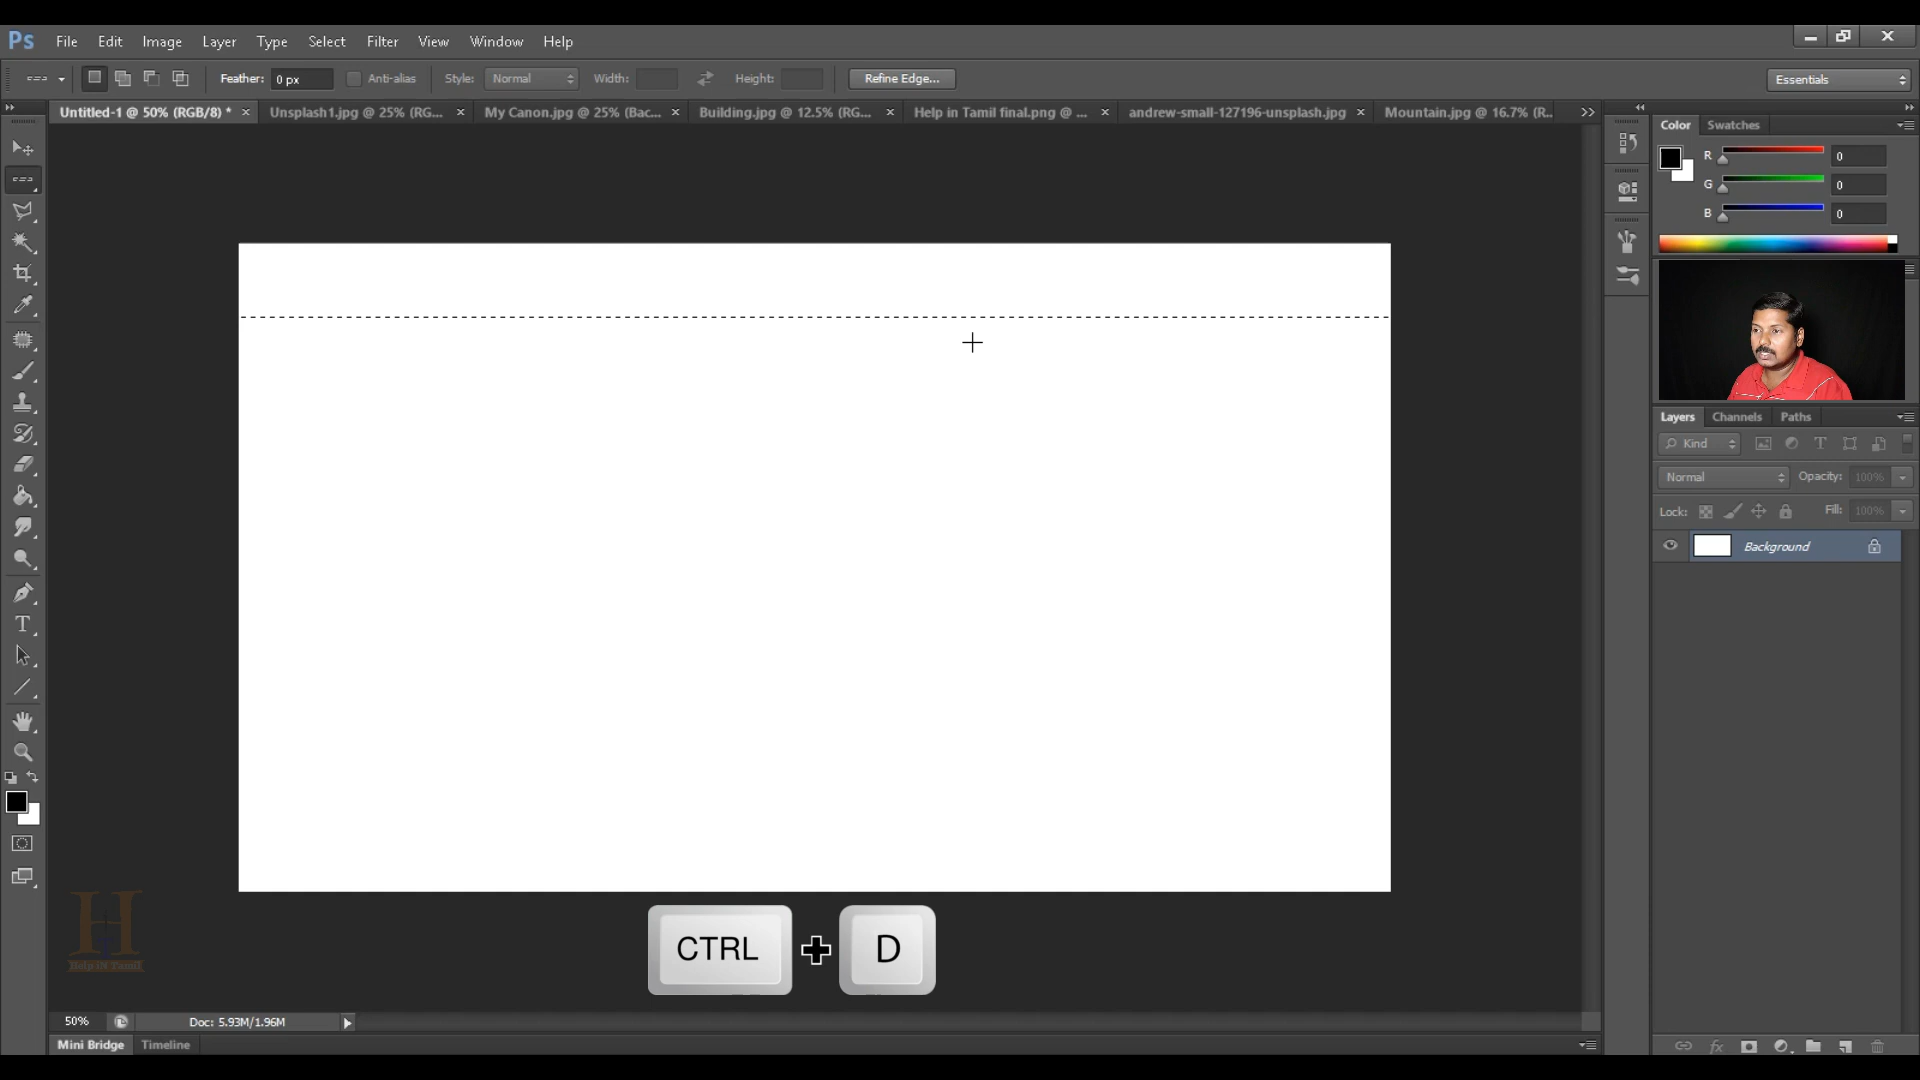 Ps File Edit Image Layer Type Select Filter View Window Help
Feather: 0 px Anti-alias Style: Normal Width: Height: Refine Edge... Essentials
Untitled-1 @ 50% (RGB/8) * Unsplash1.jpg @ 25% (RG... My Canon.jpg @ 25% (Bac... Building.jpg @ 12.5% (RG... Help in Tamil final.png @ ... andrew-small-127196-unsplash.jpg Mountain.jpg @ 16.7% (R..
Color Swatches
R 0
G 0
B 0
Layers Channels Paths
Kind
Normal Opacity: 100%
Lock: Fill: 100%
Background
CTRL + D
H
Help IN Tamil
50% Doc: 5.93M/1.96M
Mini Bridge Timeline